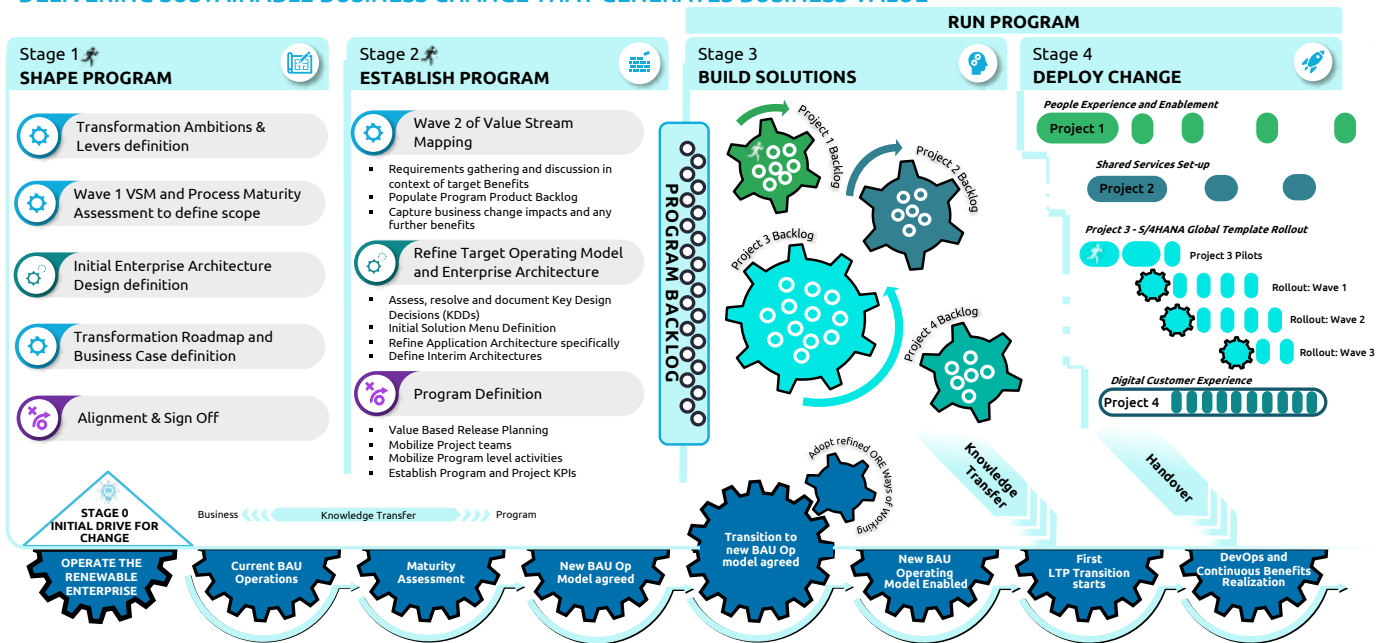 DELIVERING SUSTAINABLE BUSINESS CHANGE THAT GENERATES BUSINESS VALUE
RUN PROGRAM
Stage 1
SHAPE PROGRAM
Transformation Ambitions &
Levers definition
Wave 1 VSM and Process Maturity
Assessment to define scope
Initial Enterprise Architecture
Design definition
Transformation Roadmap and
Business Case definition
Alignment & Sign Off
Stage 2
ESTABLISH PROGRAM
Wave 2 of Value Stream
Mapping
▪ Requirements gathering and discussion in
context of target Benefits
▪ Populate Program Product Backlog
▪ Capture business change impacts and any
further benefits
Refine Target Operating Model
and Enterprise Architecture
▪ Assess, resolve and document Key Design
Decisions (KDDs)
▪ Initial Solution Menu Definition
▪ Refine Application Architecture specifically
▪ Define Interim Architectures
Program Definition
▪ Value Based Release Planning
▪ Mobilize Project teams
▪ Mobilize Program level activities
▪ Establish Program and Project KPIs
PROGRAM BACKLOG
Stage 3
BUILD SOLUTIONS
Project 1 Backlog
Project 2 Backlog
Project 3 Backlog
Project 4 Backlog
Adopt refined ORE Ways of Working
Knowledge
Transfer
Stage 4
DEPLOY CHANGE
People Experience and Enablement
Project 1
Shared Services Set-up
Project 2
Project 3 - S/4HANA Global Template Rollout
Project 3 Pilots
Rollout: Wave 1
Rollout: Wave 2
Rollout: Wave 3
Digital Customer Experience
Project 4
Handover
STAGE 0
INITIAL DRIVE FOR
CHANGE
Business
Knowledge Transfer
Program
OPERATE THE
RENEWABLE
ENTERPRISE
Current BAU
Operations
Maturity
Assessment
New BAU Op
Model agreed
Transition to
new BAU Op
model agreed
New BAU
Operating
Model Enabled
First
LTP Transition
starts
DevOps and
Continuous Benefits
Realization